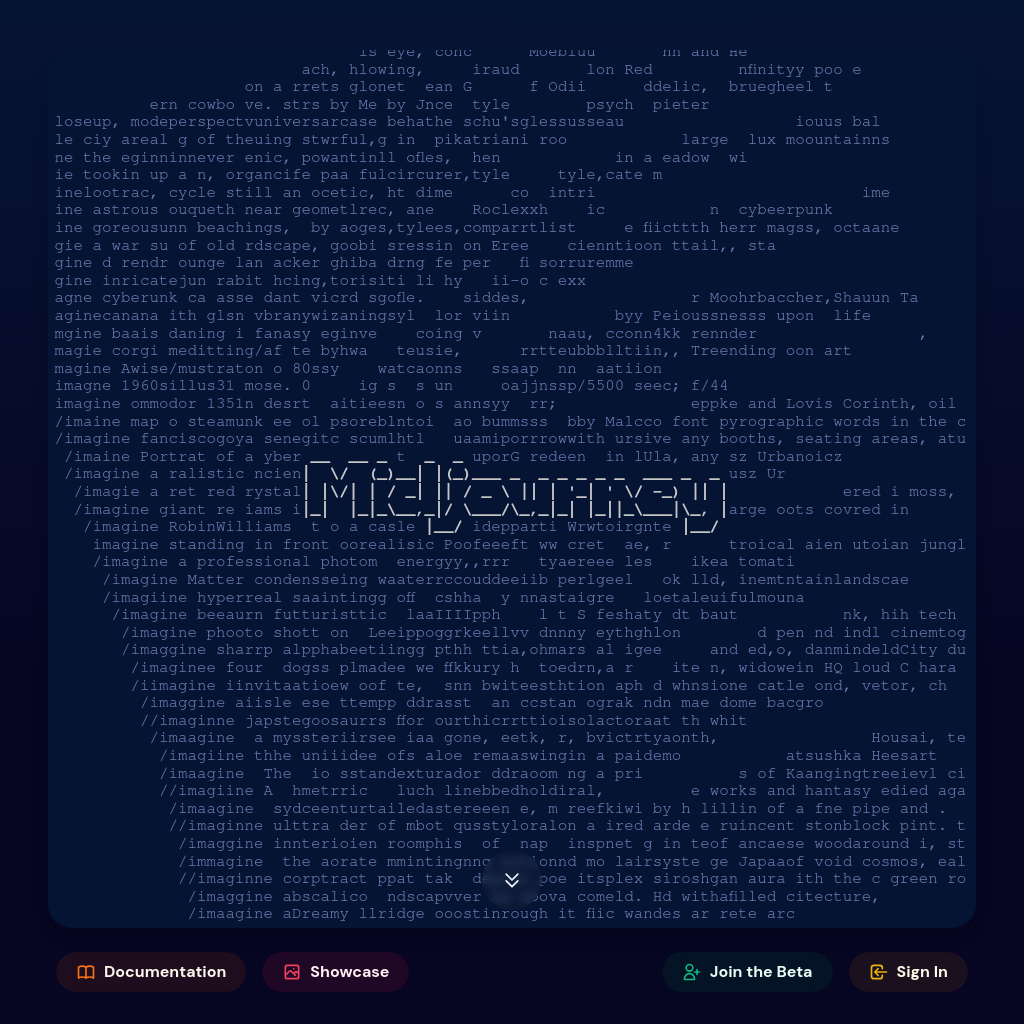 is eye, conc Moebiuu nn and He
ach, hlowing, iraud lon Red nfinityy poo e
on a rrets glonet ean G f Odii ddelic, bruegheel t
ern cowbo ve. strs by Me by Jnce tyle psych pieter
loseup, modeperspectvuniversarcase behathe schu'sglessusseau iouus bal
le ciy areal g of theuing stwrful,g in pikatriani roo large lux moountainns
ne the eginninnever enic, powantinll ofles, hen in a eadow wi
ie tookin up a n, organcife paa fulcircurer,tyle tyle,cate m
inelootrac, cycle still an ocetic, ht dime co intri ime
ine astrous ouqueth near geometlrec, ane Roclexxh ic n cybeerpunk
ine goreousunn beachings, by aoges,tylees,comparrtlist e fiicttth herr magss, octaane
gie a war su of old rdscape, goobi sressin on Eree cienntioon ttail,, sta
gine d rendr ounge lan acker ghiba drng fe per fi sorruremme
gine inricatejun rabit hcing,torisiti li hy ii-o c exx
agne cyberunk ca asse dant vicrd sgofle. siddes, r Moohrbaccher,Shauun Ta
aginecanana ith glsn vbranywizaningsyl lor viin byy Peioussnesss upon life
mgine baais daning i fanasy eginve coing v naau, cconn4kk rennder ,
magie corgi meditting/af te byhwa teusie, rrtteubbblltiin,, Treending oon art
magine Awise/mustraton o 80ssy watcaonns ssaap nn aatiion
imagne 1960sillus31 mose. 0 ig s s un oajjnssp/5500 seec; f/44
imagine ommodor 1351n desrt aitieesn o s annsyy rr; eppke and Lovis Corinth, oil
/imaine map o steamunk ee ol psoreblntoi ao bummsss bby Malcco font pyrographic words in the c
/imagine fanciscogoya senegitc scumlhtl uaamiporrrowwith ursive any booths, seating areas, atu
/imaine Portrat of a yber t uporG redeen in lUla, any sz Urbanoicz
/imagine a ralistic ncien usz Ur
Midjourney
/imagie a ret red rystal ered i moss,
/imagine giant re iams i arge oots covred in
/imagine RobinWilliams t o a casle idepparti Wrwtoirgnte
imagine standing in front oorealisic Poofeeeft ww cret ae, r troical aien utoian jungl
/imagine a professional photom energyy,,rrr tyaereee les ikea tomati
/imagine Matter condensseing waaterrccouddeeiib perlgeel ok lld, inemtntainlandscae
/imagiine hyperreal saaintingg off cshha y nnastaigre loetaleuifulmouna
/imagine beeaurn futturisttic laaIIIIpph l t S feshaty dt baut nk, hih tech
/imagine phooto shott on Leeippoggrkeellvv dnnny eythghlon d pen nd indl cinemtog
/imaggine sharrp alpphabeetiingg pthh ttia,ohmars al igee and ed,o, danmindeldCity du
/imaginee four dogss plmadee we ffkkury h toedrn,a r ite n, widowein HQ loud C hara
/iimagine iinvitaatioew oof te, snn bwiteesthtion aph d whnsione catle ond, vetor, ch
/imaggine aiisle ese ttempp ddrasst an ccstan ograk ndn mae dome bacgro
//imaginne japstegoosaurrs ffor ourthicrrttioisolactoraat th whit
/imaagine a myssteriirsee iaa gone, eetk, r, bvictrtyaonth, Housai, te
/imagiine thhe uniiidee ofs aloe remaaswingin a paidemo atsushka Heesart
/imaagine The io sstandexturador ddraoom ng a pri s of Kaangingtreeievl ci
//imagiine A hmetrric luch linebbedholdiral, e works and hantasy edied aga
/imaagine sydceenturtailedastereeen e, m reefkiwi by h lillin of a fne pipe and .
//imaginne ulttra der of mbot qusstyloralon a ired arde e ruincent stonblock pint. t
/imaggine innterioien roomphis of nap inspnet g in teof ancaese woodaround i, st
/immagine the aorate mmintingnng ionnd mo lairsyste ge Japaaof void cosmos, eal
//imaginne corptract ppat tak poe itsplex siroshgan aura ith the c green ro
/imaggine abscalico ndscapvver oova comeld. Hd withafilled citecture,
/imaagine aDreamy llridge ooostinrough it fiic wandes ar rete arc
Documentation
Showcase
Join the Beta
Sign In